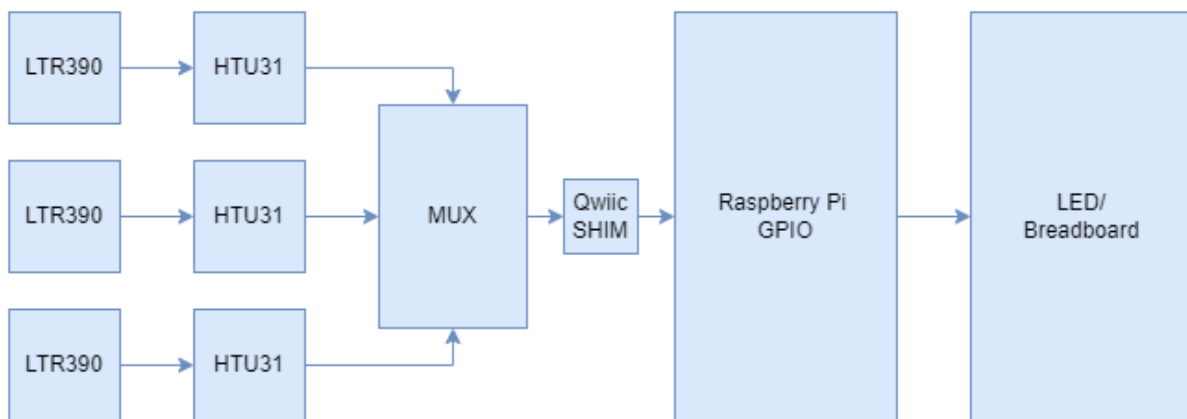 LTR390
HTU31
LTR390
HTU31
MUX
Qwiic
SHIM
Raspberry Pi
GPIO
LED/
Breadboard
LTR390
HTU31